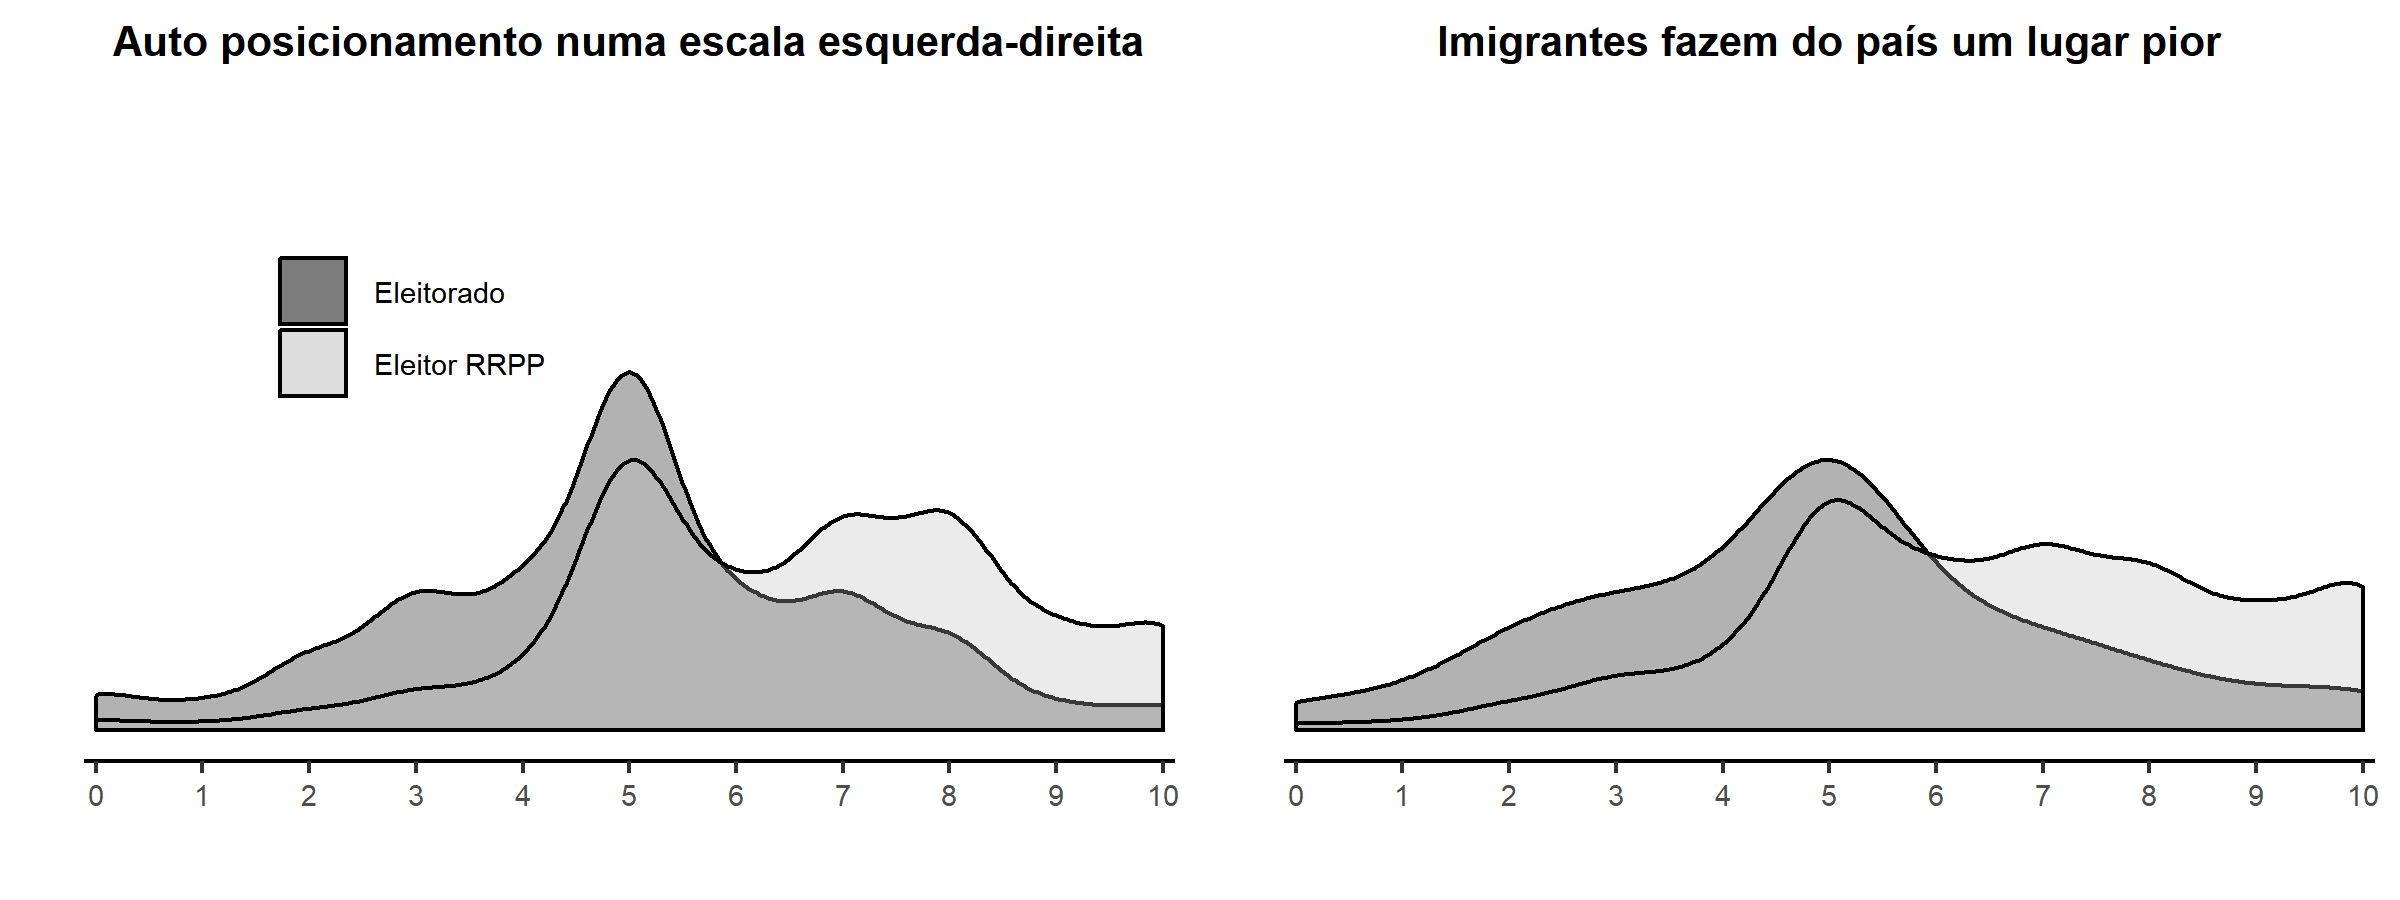 Auto posicionamento numa escala esquerda-direita
Eleitorado
Eleitor RRPP
0 1 2 3 4 5 6 7 8 9 10
Imigrantes fazem do país um lugar pior
0 1 2 3 4 5 6 7 8 9 10